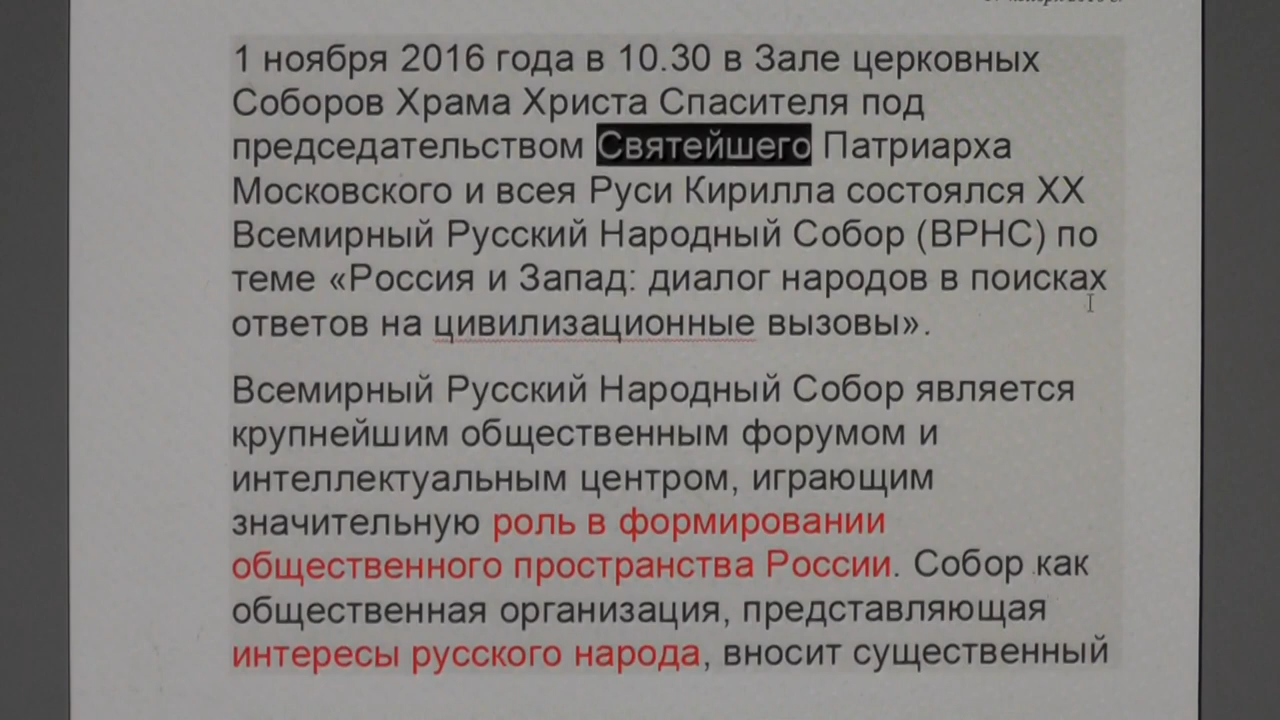 1 ноября 2016 года в 10.30 в Зале церковных
Соборов Храма Христа Спасителя под
председательством Святейшего Патриарха
Московского и всея Руси Кирилла состоялся XX
Всемирный Русский Народный Собор (ВРНС) по
теме «Россия и Запад: диалог народов в поисках
ответов на цивилизационные вызовы».
Всемирный Русский Народный Собор является
крупнейшим общественным форумом и
интеллектуальным центром, играющим
значительную роль в формировании
общественного пространства России. Собор как
общественная организация, представляющая
интересы русского народа, вносит существенный